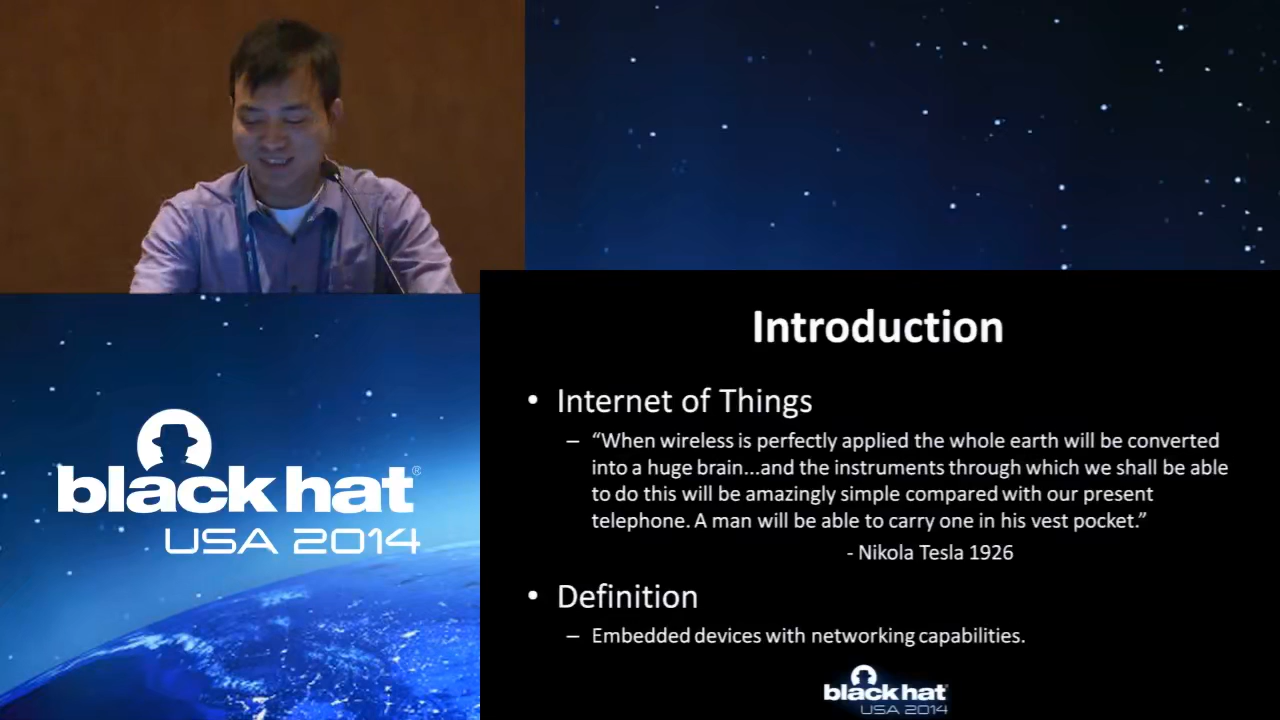 black hat®
USA 2014
Introduction
• Internet of Things
– “When wireless is perfectly applied the whole earth will be converted
into a huge brain...and the instruments through which we shall be able
to do this will be amazingly simple compared with our present
telephone. A man will be able to carry one in his vest pocket.”
- Nikola Tesla 1926
• Definition
– Embedded devices with networking capabilities.
black hat
USA 2014